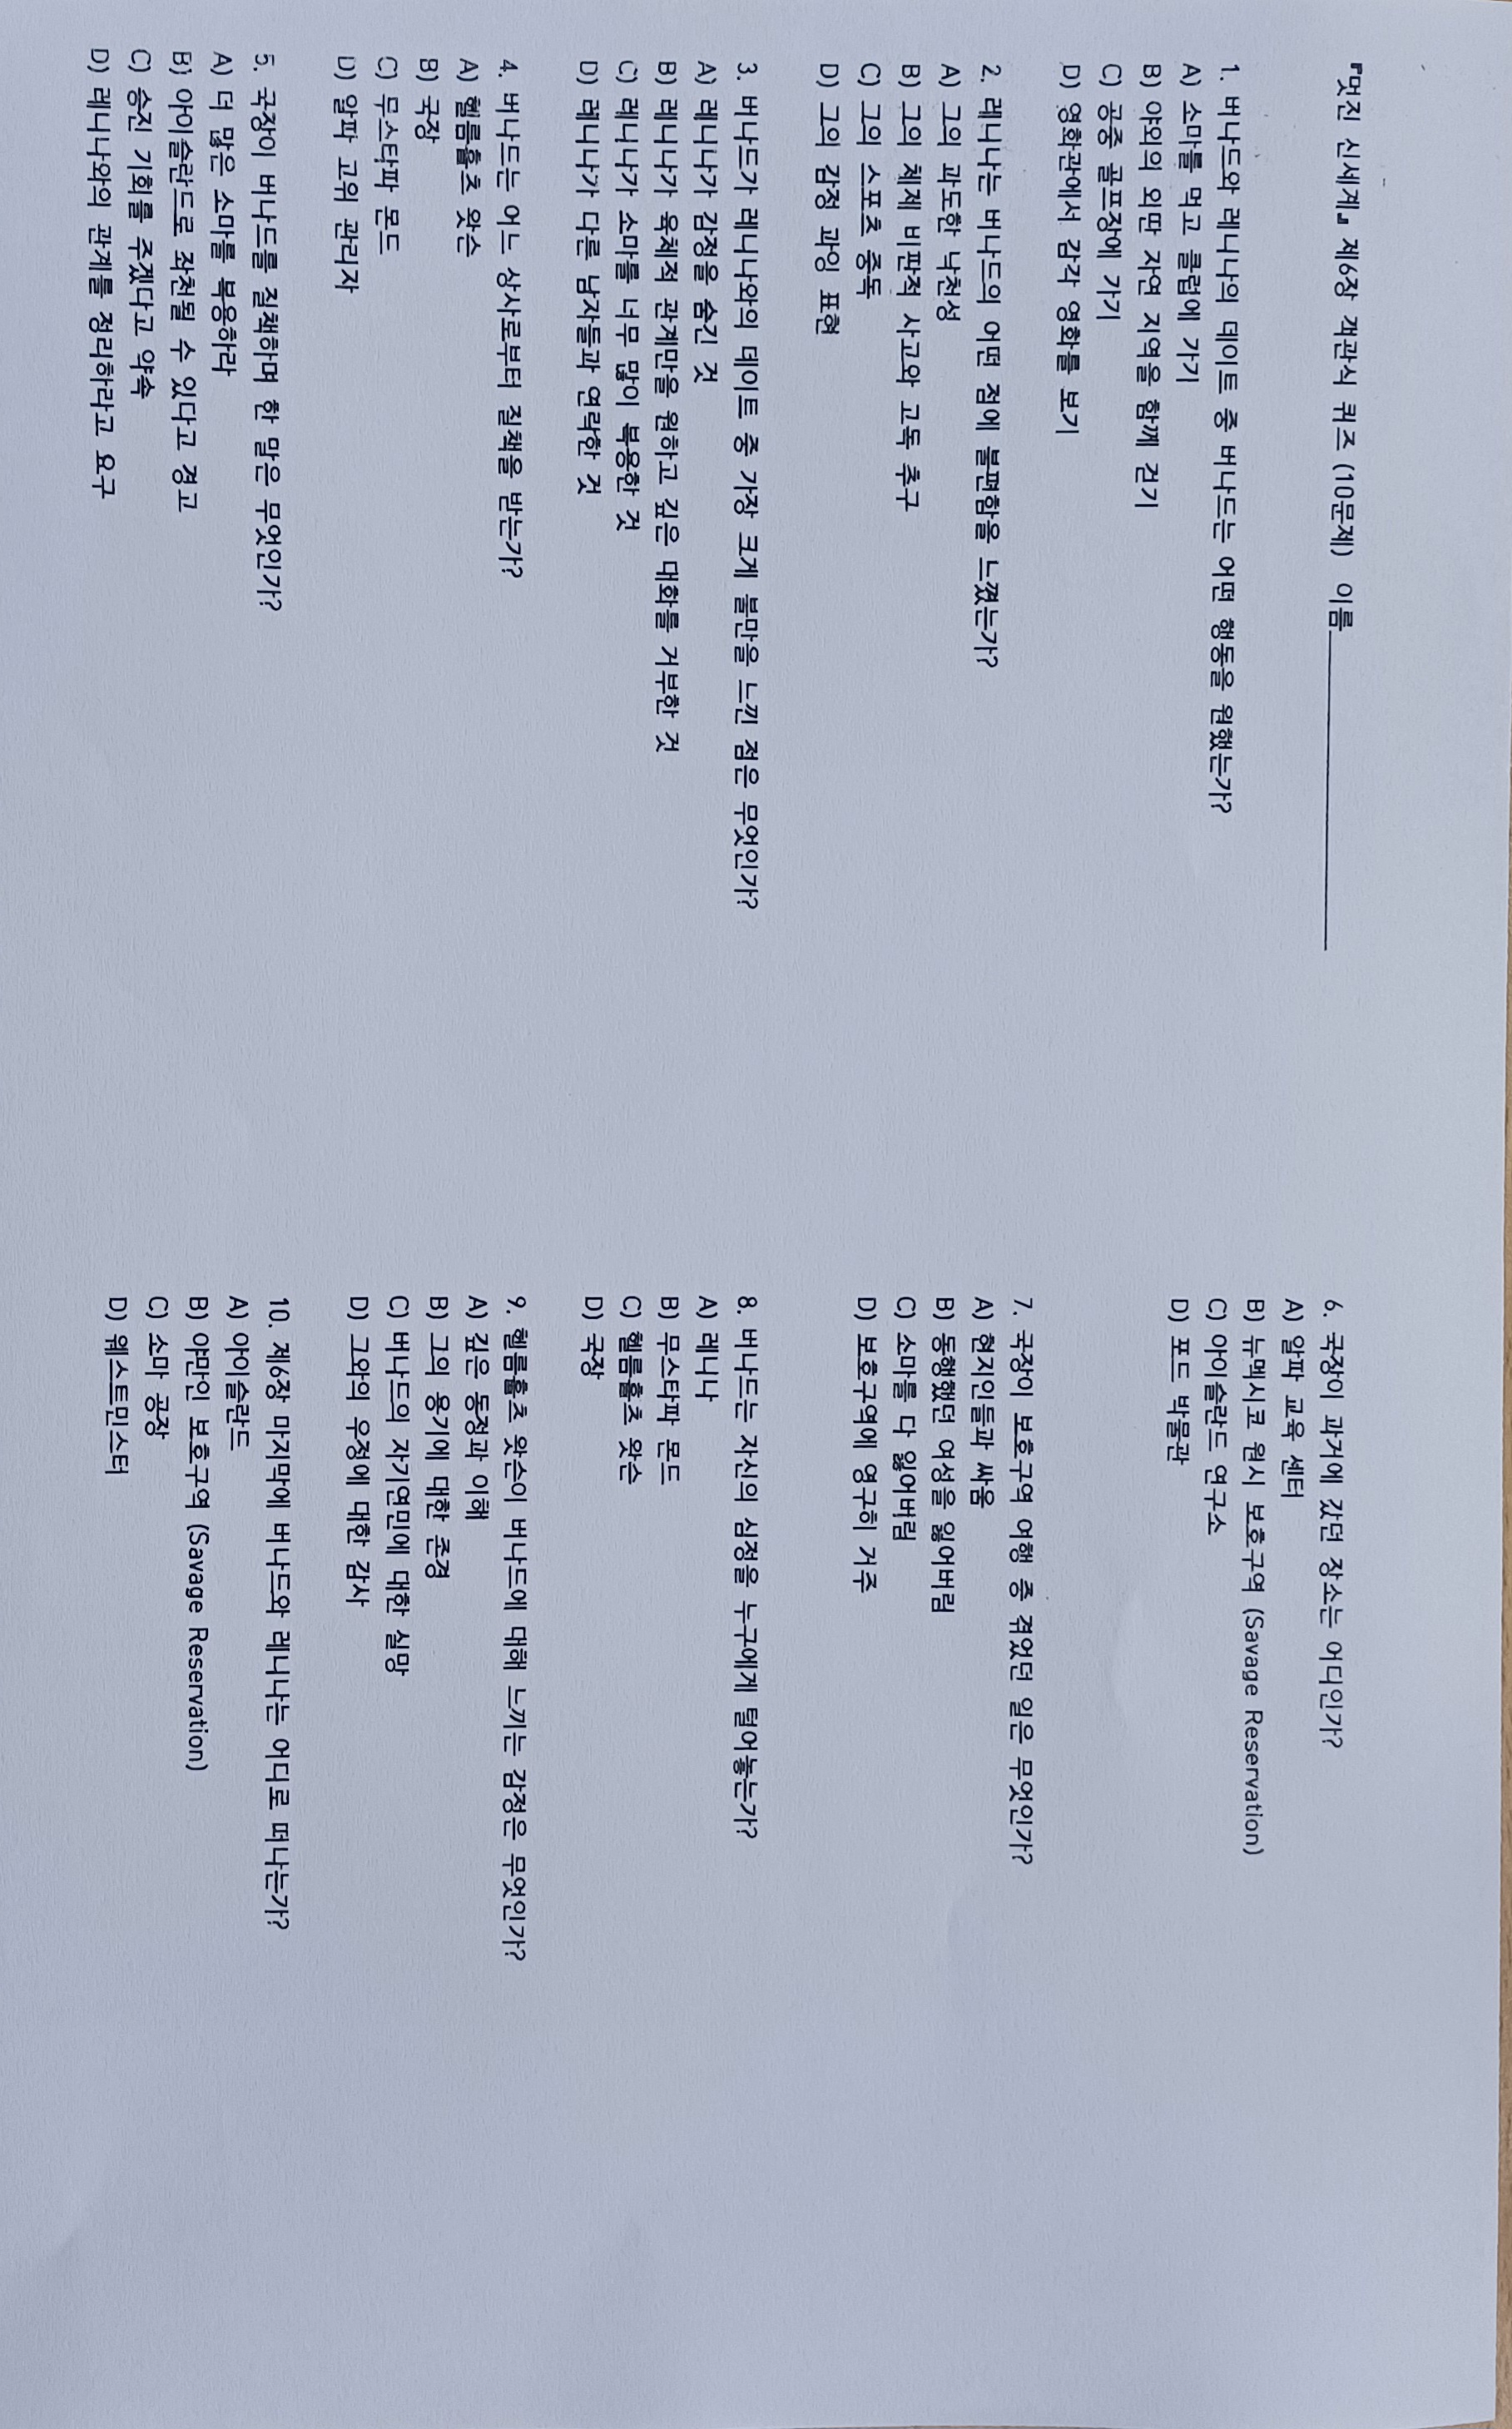 『멋진 신세계』 제6장 객관식 퀴즈 (10문제) 이름
1. 버나드와 레니나의 데이트 중 버나드는 어떤 행동을 원했는가?
A) 소마를 먹고 클럽에 가기
B) 야외의 외딴 자연 지역을 함께 걷기
C) 공중 골프장에 가기
D) 영화관에서 감각 영화를 보기
2. 레니나는 버나드의 어떤 점에 불편함을 느꼈는가?
A) 그의 과도한 낙천성
B) 그의 체제 비판적 사고와 고독 추구
C) 그의 스포츠 중독
D) 그의 감정 과잉 표현
3. 버나드가 레니나와의 데이트 중 가장 크게 불만을 느낀 점은 무엇인가?
A) 레니나가 감정을 숨긴 것
B) 레니나가 육체적 관계만을 원하고 깊은 대화를 거부한 것
C) 레니나가 소마를 너무 많이 복용한 것
D) 레니나가 다른 남자들과 연락한 것
4. 버나드는 어느 상사로부터 질책을 받는가?
A) 헬름홀츠 왓슨
B) 국장
C) 무스타파 몬드
D) 알파 고위 관리자
5. 국장이 버나드를 질책하며 한 말은 무엇인가?
A) 더 많은 소마를 복용하라
B) 아이슬란드로 좌천될 수 있다고 경고
C) 승진 기회를 주겠다고 약속
D) 레니나와의 관계를 정리하라고 요구
6. 국장이 과거에 갔던 장소는 어디인가?
A) 알파 교육 센터
B) 뉴멕시코 원시 보호구역 (Savage Reservation)
C) 아이슬란드 연구소
D) 포드 박물관
7. 국장이 보호구역 여행 중 겪었던 일은 무엇인가?
A) 현지인들과 싸움
B) 동행했던 여성을 잃어버림
C) 소마를 다 잃어버림
D) 보호구역에 영구히 거주
8. 버나드는 자신의 심정을 누구에게 털어놓는가?
A) 레니나
B) 무스타파 몬드
C) 헬름홀츠 왓슨
D) 국장
9. 헬름홀츠 왓슨이 버나드에 대해 느끼는 감정은 무엇인가?
A) 깊은 동정과 이해
B) 그의 용기에 대한 존경
C) 버나드의 자기연민에 대한 실망
D) 그와의 우정에 대한 감사
10. 제6장 마지막에 버나드와 레니나는 어디로 떠나는가?
A) 아이슬란드
B) 야만인 보호구역 (Savage Reservation)
C) 소마 공장
D) 웨스트민스터